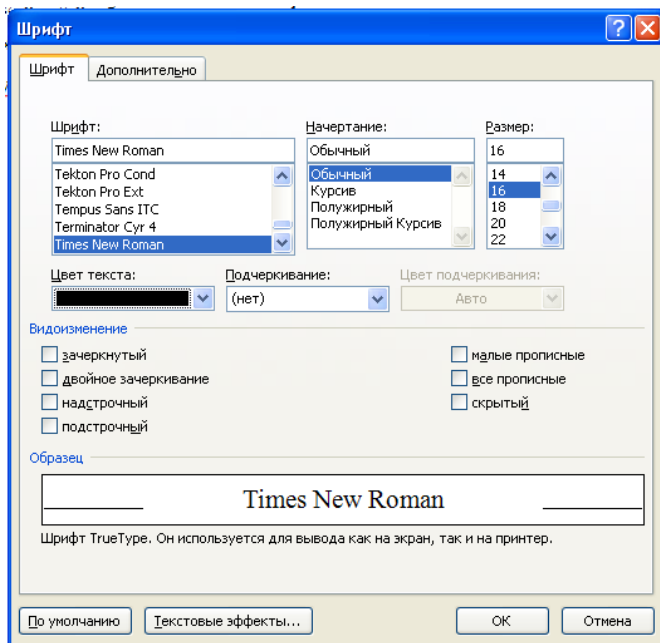 Шрифт
Шрифт Дополнительно
Шрифт: Начертание: Размер:
Times New Roman Обычный 16
Tekton Pro Cond Обычный 14
Tekton Pro Ext Курсив 16
Tempus Sans ITC Полужирный 18
Terminator Cyr 4 Полужирный Курсив 20
Times New Roman 22
Цвет текста: Подчеркивание: Цвет подчеркивания:
(нет) Авто
Видоизменение
зачеркнутый малые прописные
двойное зачеркивание все прописные
надстрочный скрытый
подстрочный
Образец
Times New Roman
Шрифт TrueType. Он используется для вывода как на экран, так и на принтер.
По умолчанию Текстовые эффекты... ОК Отмена